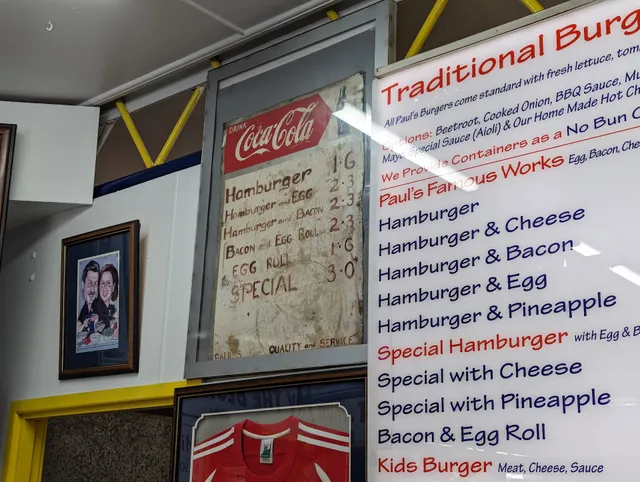 DRINK
Coca-Cola
Hamburger 1·6
Hamburger and EGG 2·3
Hamburger and Bacon 2·3
Bacon and Egg Roll 2·3
EGG ROLL 1·6
SPECIAL 3·0
PAUL'S QUALITY and SERVICE
Traditional Burg
All Paul's Burgers come standard with fresh lettuce, tom
Options: Beetroot, Cooked Onion, BBQ Sauce, M
Mayo, Special Sauce (Aioli) & Our Home Made Hot Ch
We Provide Containers as a No Bun O
Paul's Famous Works Egg, Bacon, Che
Hamburger
Hamburger & Cheese
Hamburger & Bacon
Hamburger & Egg
Hamburger & Pineapple
Special Hamburger with Egg & B
Special with Cheese
Special with Pineapple
Bacon & Egg Roll
Kids Burger Meat, Cheese, Sauce